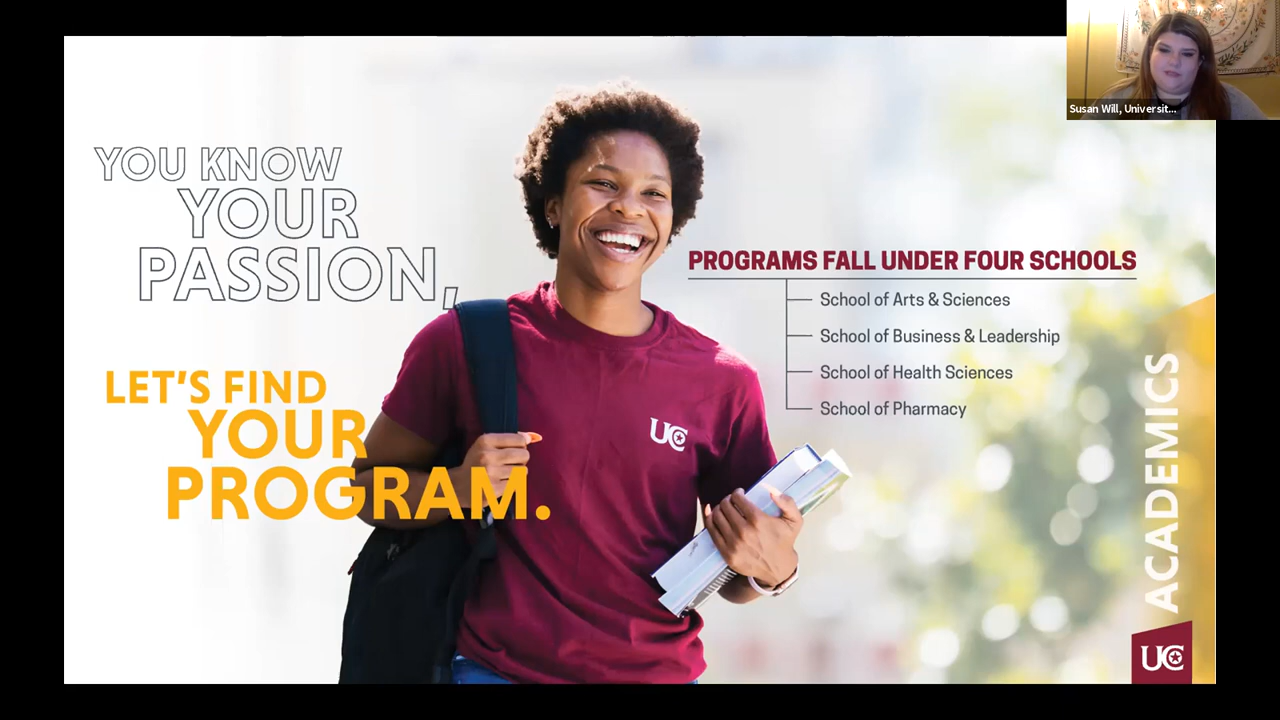 Susan Will, Universit...
YOU KNOW
YOUR
PASSION,
LET'S FIND
YOUR
PROGRAM.
PROGRAMS FALL UNDER FOUR SCHOOLS
School of Arts & Sciences
School of Business & Leadership
School of Health Sciences
School of Pharmacy
UC
ACADEMICS
UC